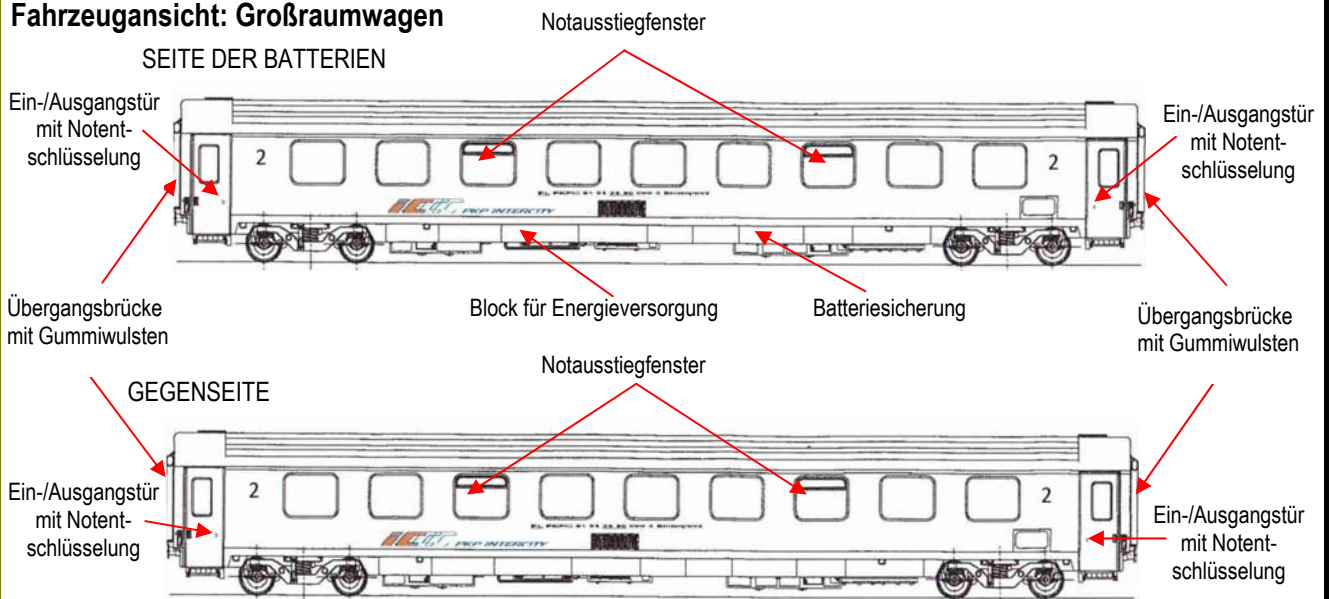 Fahrzeugansicht: Großraumwagen
Notausstiegfenster
SEITE DER BATTERIEN
Ein-/Ausgangstür
mit Notent-
schlüsselung
Ein-/Ausgangstür
mit Notent-
schlüsselung
2
2
PKP INTERCITY
Übergangsbrücke
mit Gummiwulsten
Block für Energieversorgung
Batteriesicherung
Übergangsbrücke
mit Gummiwulsten
Notausstiegfenster
GEGENSEITE
Ein-/Ausgangstür
mit Notent-
schlüsselung
2
2
PKP INTERCITY
Ein-/Ausgangstür
mit Notent-
schlüsselung